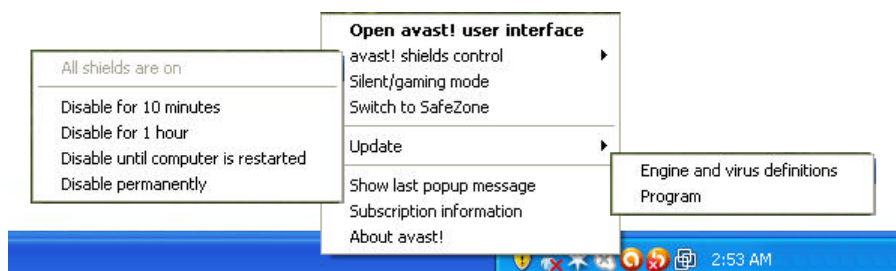 Open avast! user interface
avast! shields control
Silent/gaming mode
Switch to SafeZone
Update
Show last popup message
Subscription information
About avast!
All shields are on
Disable for 10 minutes
Disable for 1 hour
Disable until computer is restarted
Disable permanently
Engine and virus definitions
Program
2:53 AM